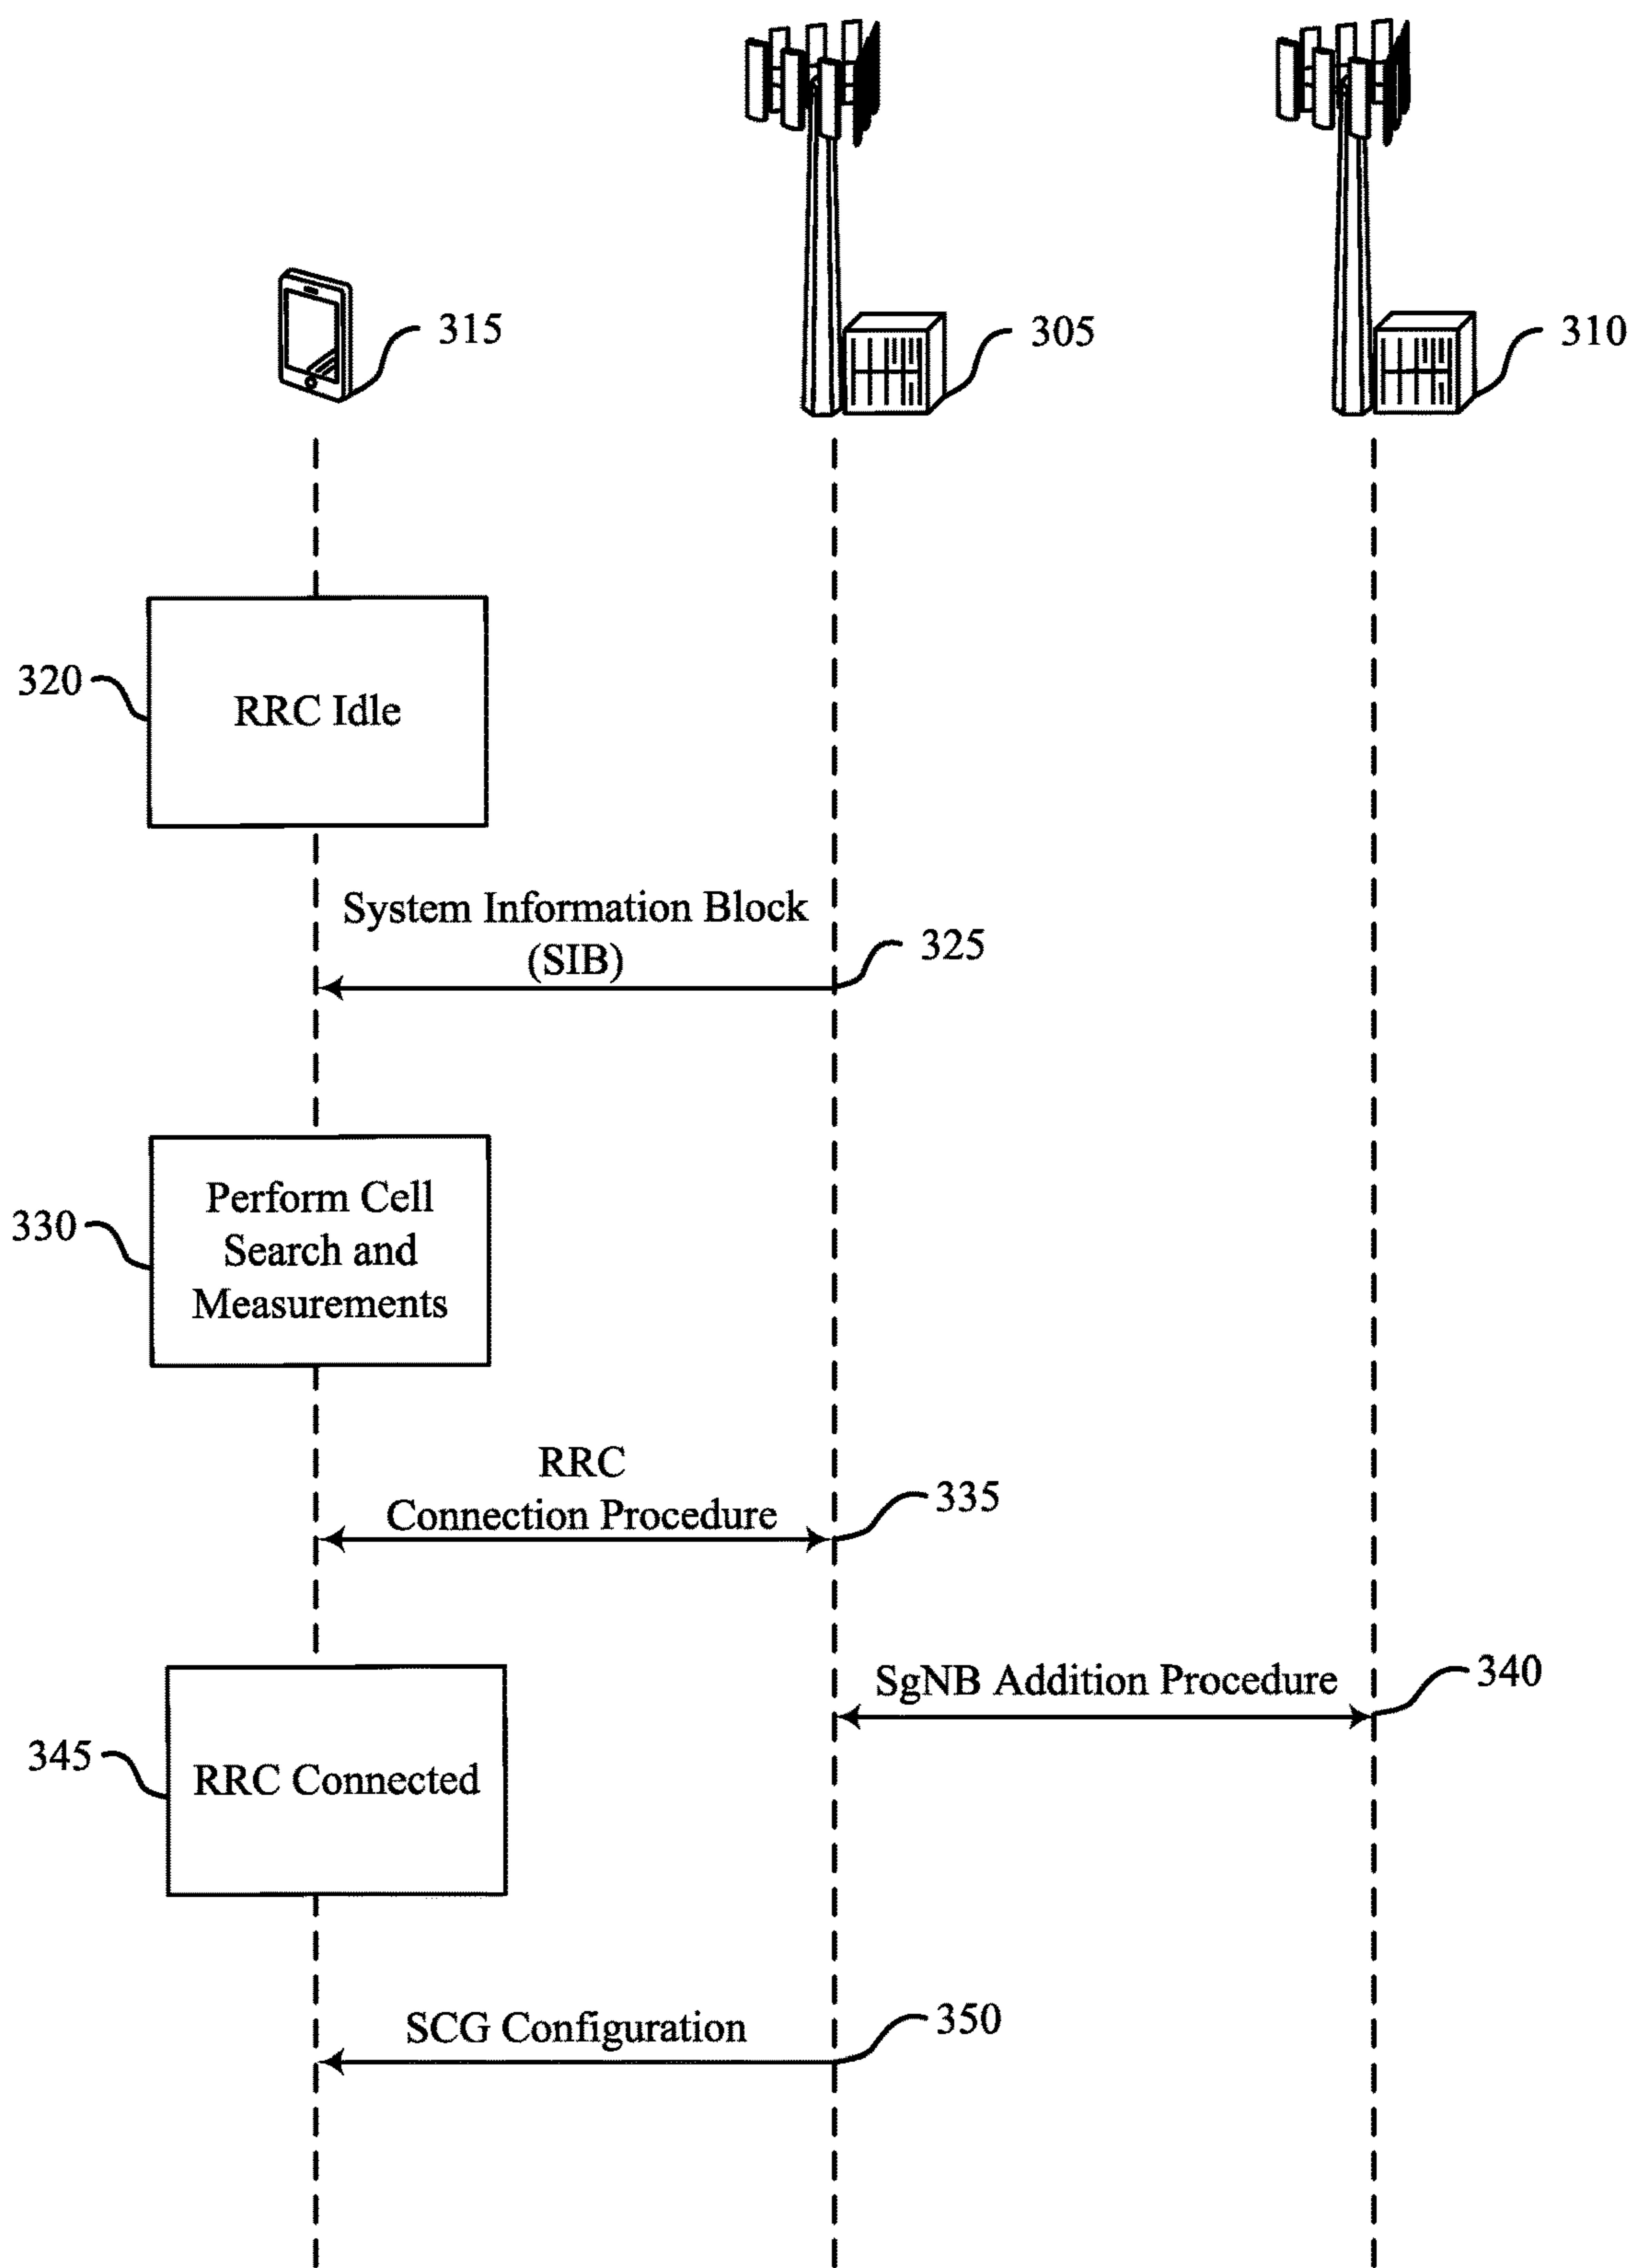 315
305
310
320
RRC Idle
System Information Block
(SIB)
325
330
Perform Cell
Search and
Measurements
RRC
Connection Procedure
335
SgNB Addition Procedure
340
345
RRC Connected
SCG Configuration
350